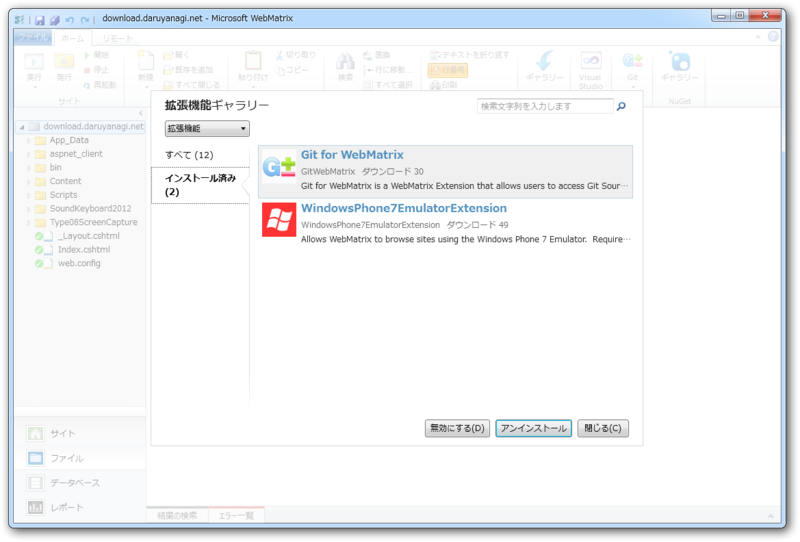 download.daruyanagi.net - Microsoft WebMatrix
ファイル ホーム リモート
実行
発行
開始
停止
再起動
サイト
新規
開く
既存を追加
すべて閉じる
貼り付け
切り取り
コピー
検索
置換
行に移動...
すべて選択
テキストを折り返す
行番号
印刷
ギャラリー
Visual Studio
Git
ギャラリー
NuGet
download.daruyanagi.net
App_Data
aspnet_client
bin
Content
Scripts
SoundKeyboard2012
Type08ScreenCapture
_Layout.cshtml
Index.cshtml
web.config
サイト
ファイル
データベース
レポート
拡張機能ギャラリー
検索文字列を入力します
拡張機能
すべて (12)
インストール済み
(2)
Git for WebMatrix
GitWebMatrix ダウンロード 30
Git for WebMatrix is a WebMatrix Extension that allows users to access Git Sour…
WindowsPhone7EmulatorExtension
WindowsPhone7EmulatorExtension ダウンロード 49
Allows WebMatrix to browse sites using the Windows Phone 7 Emulator. Require…
無効にする(D) アンインストール 閉じる(C)
結果の検索 エラー一覧